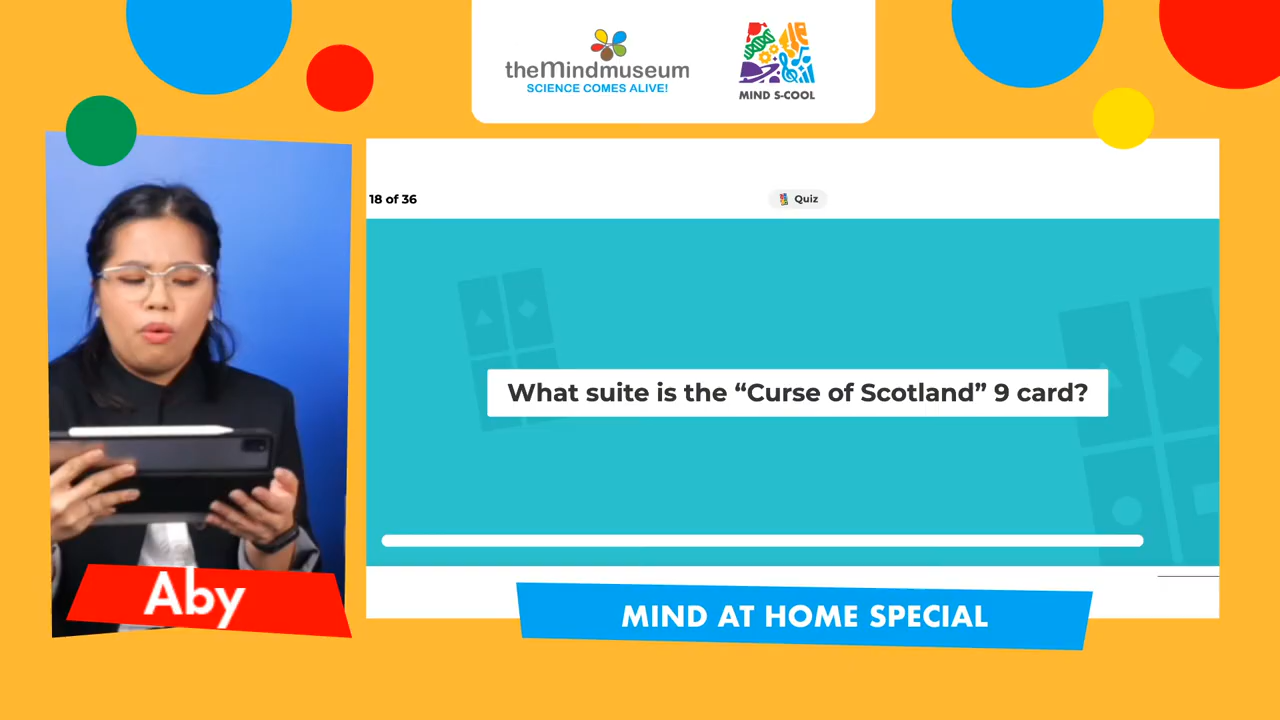 theMindmuseum
SCIENCE COMES ALIVE!
MIND S-COOL
18 of 36
Quiz
What suite is the “Curse of Scotland” 9 card?
Aby
MIND AT HOME SPECIAL